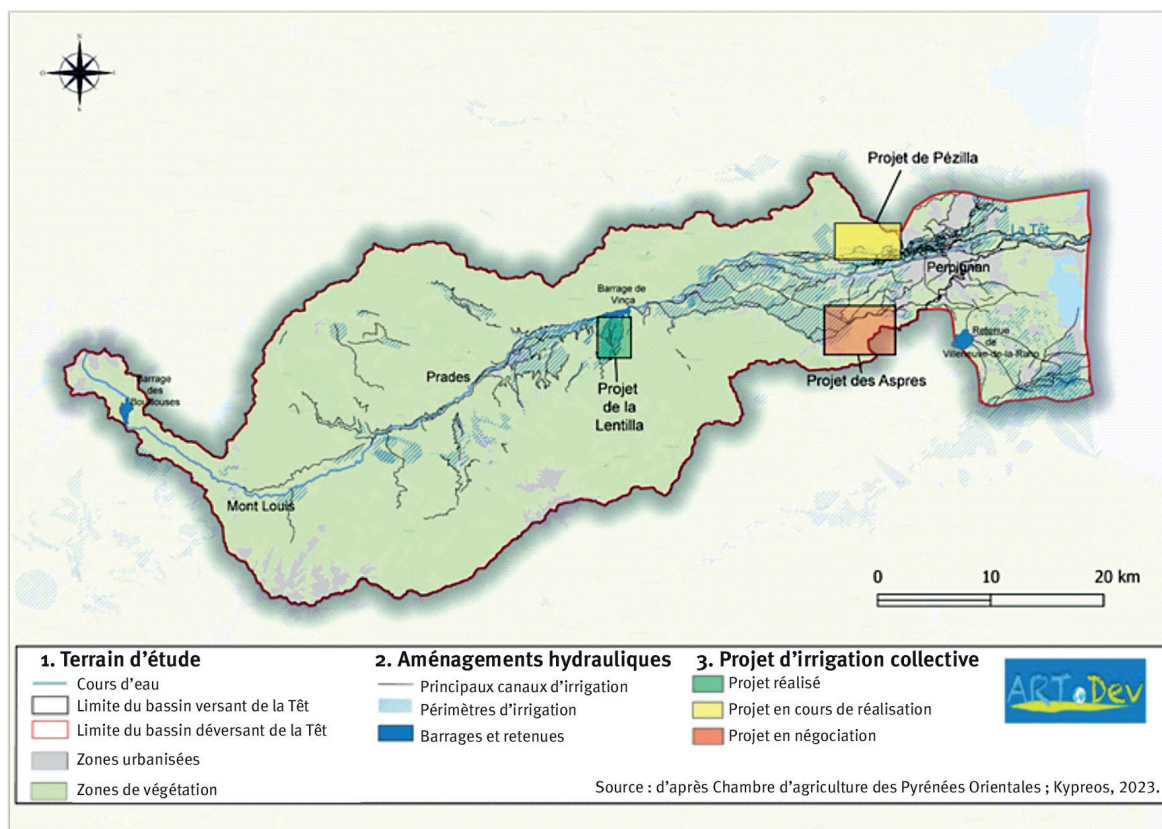 N
O
E
S
Projet de Pézilla
La Têt
Perpignan
Barrage de
Vinça
Retenue
de
Villeneuve-de-la-Raho
Prades
Projet des Aspres
Projet
de la
Lentilla
Barrage
des
Bouillouses
Mont Louis
0 10 20 km
1. Terrain d'étude
Cours d'eau
Limite du bassin versant de la Têt
Limite du bassin déversant de la Têt
Zones urbanisées
Zones de végétation
2. Aménagements hydrauliques
Principaux canaux d'irrigation
Périmètres d'irrigation
Barrages et retenues
3. Projet d'irrigation collective
Projet réalisé
Projet en cours de réalisation
Projet en négociation
ART.Dev
Source : d'après Chambre d'agriculture des Pyrénées Orientales ; Kypreos, 2023.